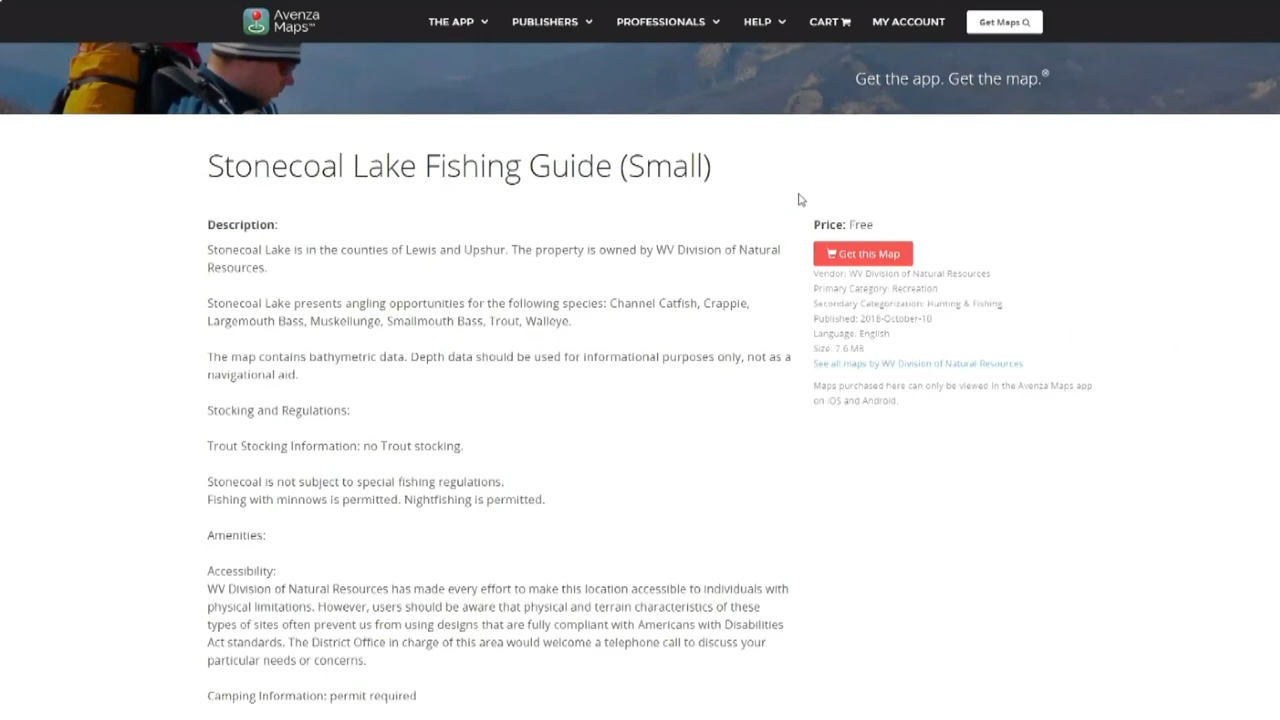 Avenza
Maps™
THE APP
PUBLISHERS
PROFESSIONALS
HELP
CART
MY ACCOUNT
Get Maps
Get the app. Get the map.®
Stonecoal Lake Fishing Guide (Small)
Description:
Stonecoal Lake is in the counties of Lewis and Upshur. The property is owned by WV Division of Natural
Resources.
Stonecoal Lake presents angling opportunities for the following species: Channel Catfish, Crappie,
Largemouth Bass, Muskellunge, Smallmouth Bass, Trout, Walleye.
The map contains bathymetric data. Depth data should be used for informational purposes only, not as a
navigational aid.
Stocking and Regulations:
Trout Stocking Information: no Trout stocking.
Stonecoal is not subject to special fishing regulations.
Fishing with minnows is permitted. Nightfishing is permitted.
Amenities:
Accessibility:
WV Division of Natural Resources has made every effort to make this location accessible to individuals with
physical limitations. However, users should be aware that physical and terrain characteristics of these
types of sites often prevent us from using designs that are fully compliant with Americans with Disabilities
Act standards. The District Office in charge of this area would welcome a telephone call to discuss your
particular needs or concerns.
Camping Information: permit required
Price: Free
Get this Map
Vendor: WV Division of Natural Resources
Primary Category: Recreation
Secondary Categorization: Hunting & Fishing
Published: 2018-October-10
Language: English
Size: 7.6 MB
See all maps by WV Division of Natural Resources
Maps purchased here can only be viewed in the Avenza Maps app
on iOS and Android.